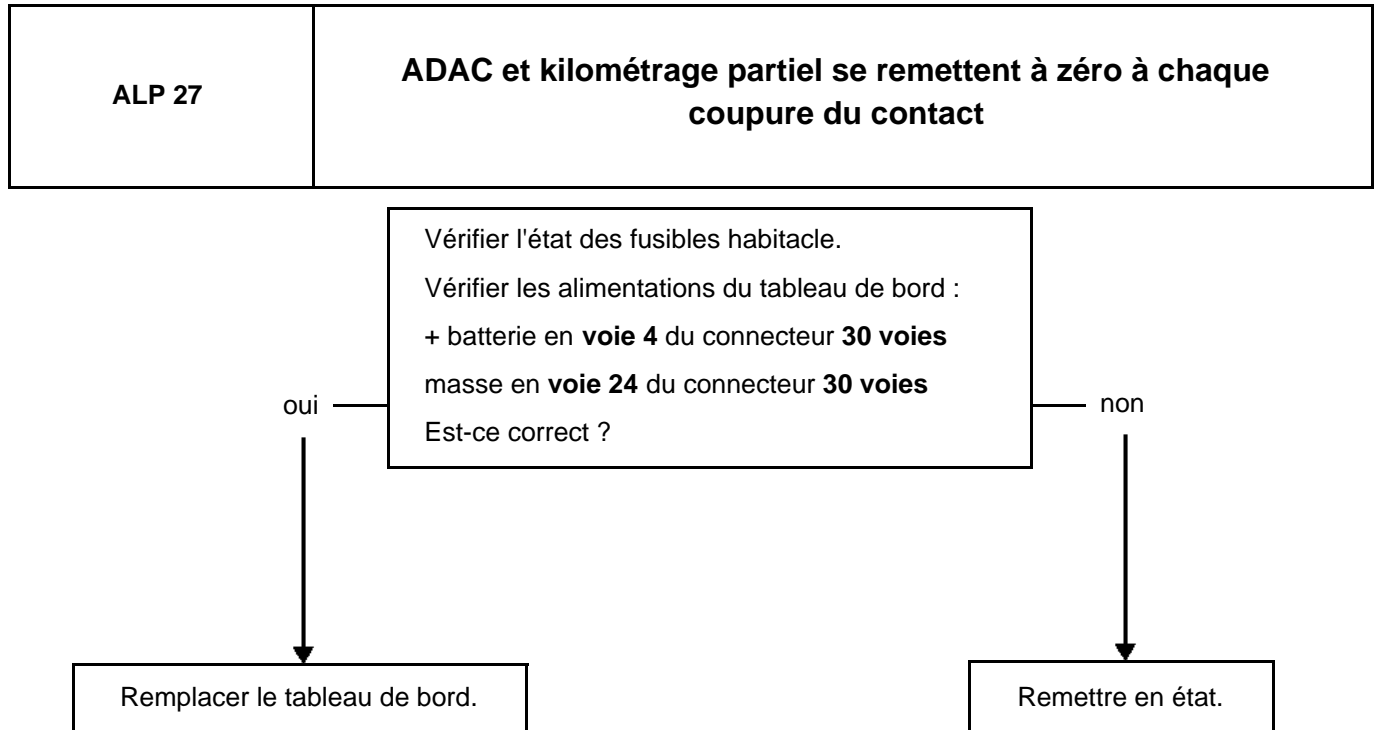 ALP 27
ADAC et kilométrage partiel se remettent à zéro à chaque
coupure du contact
Vérifier l'état des fusibles habitacle.
Vérifier les alimentations du tableau de bord :
+ batterie en voie 4 du connecteur 30 voies
masse en voie 24 du connecteur 30 voies
Est-ce correct ?
oui
non
Remplacer le tableau de bord.
Remettre en état.